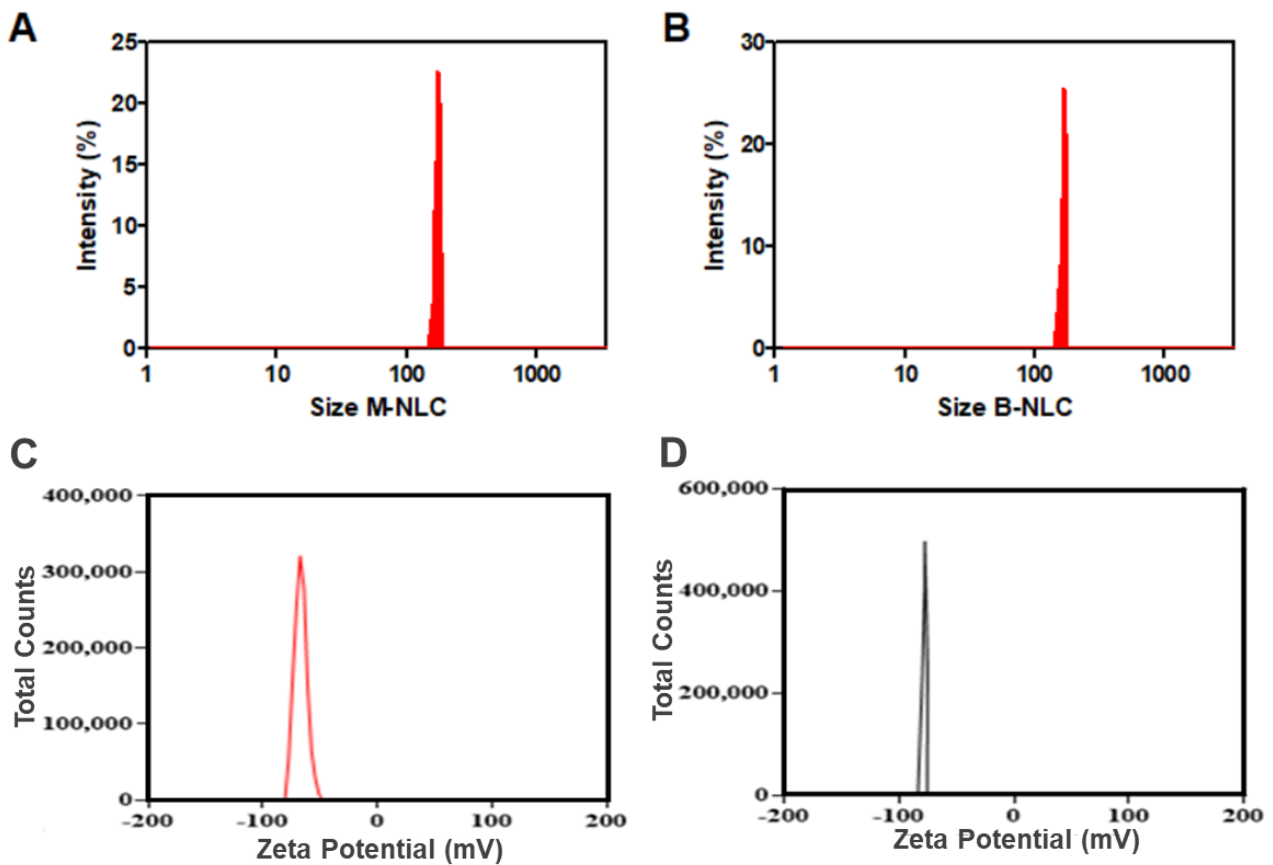 A
25
20
15
10
5
0
Intensity (%)
1 10 100 1000
Size M-NLC
B
30
20
10
0
Intensity (%)
1 10 100 1000
Size B-NLC
C
400,000
300,000
200,000
100,000
0
Total Counts
-200 -100 0 100 200
Zeta Potential (mV)
D
600,000
400,000
200,000
0
Total Counts
-200 -100 0 100 200
Zeta Potential (mV)